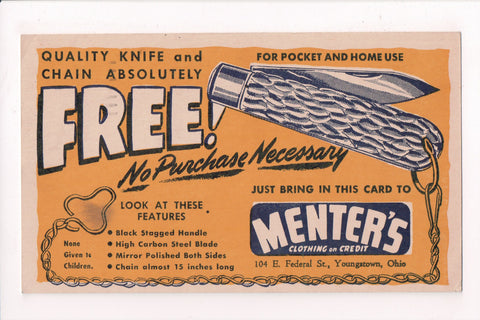 QUALITY KNIFE and
CHAIN ABSOLUTELY
FREE!
FOR POCKET AND HOME USE
No Purchase Necessary
LOOK AT THESE
FEATURES
• Black Stagged Handle
• High Carbon Steel Blade
• Mirror Polished Both Sides
• Chain almost 15 inches long
None
Given to
Children.
JUST BRING IN THIS CARD TO
MENTER'S
CLOTHING on CREDIT
104 E. Federal St., Youngstown, Ohio